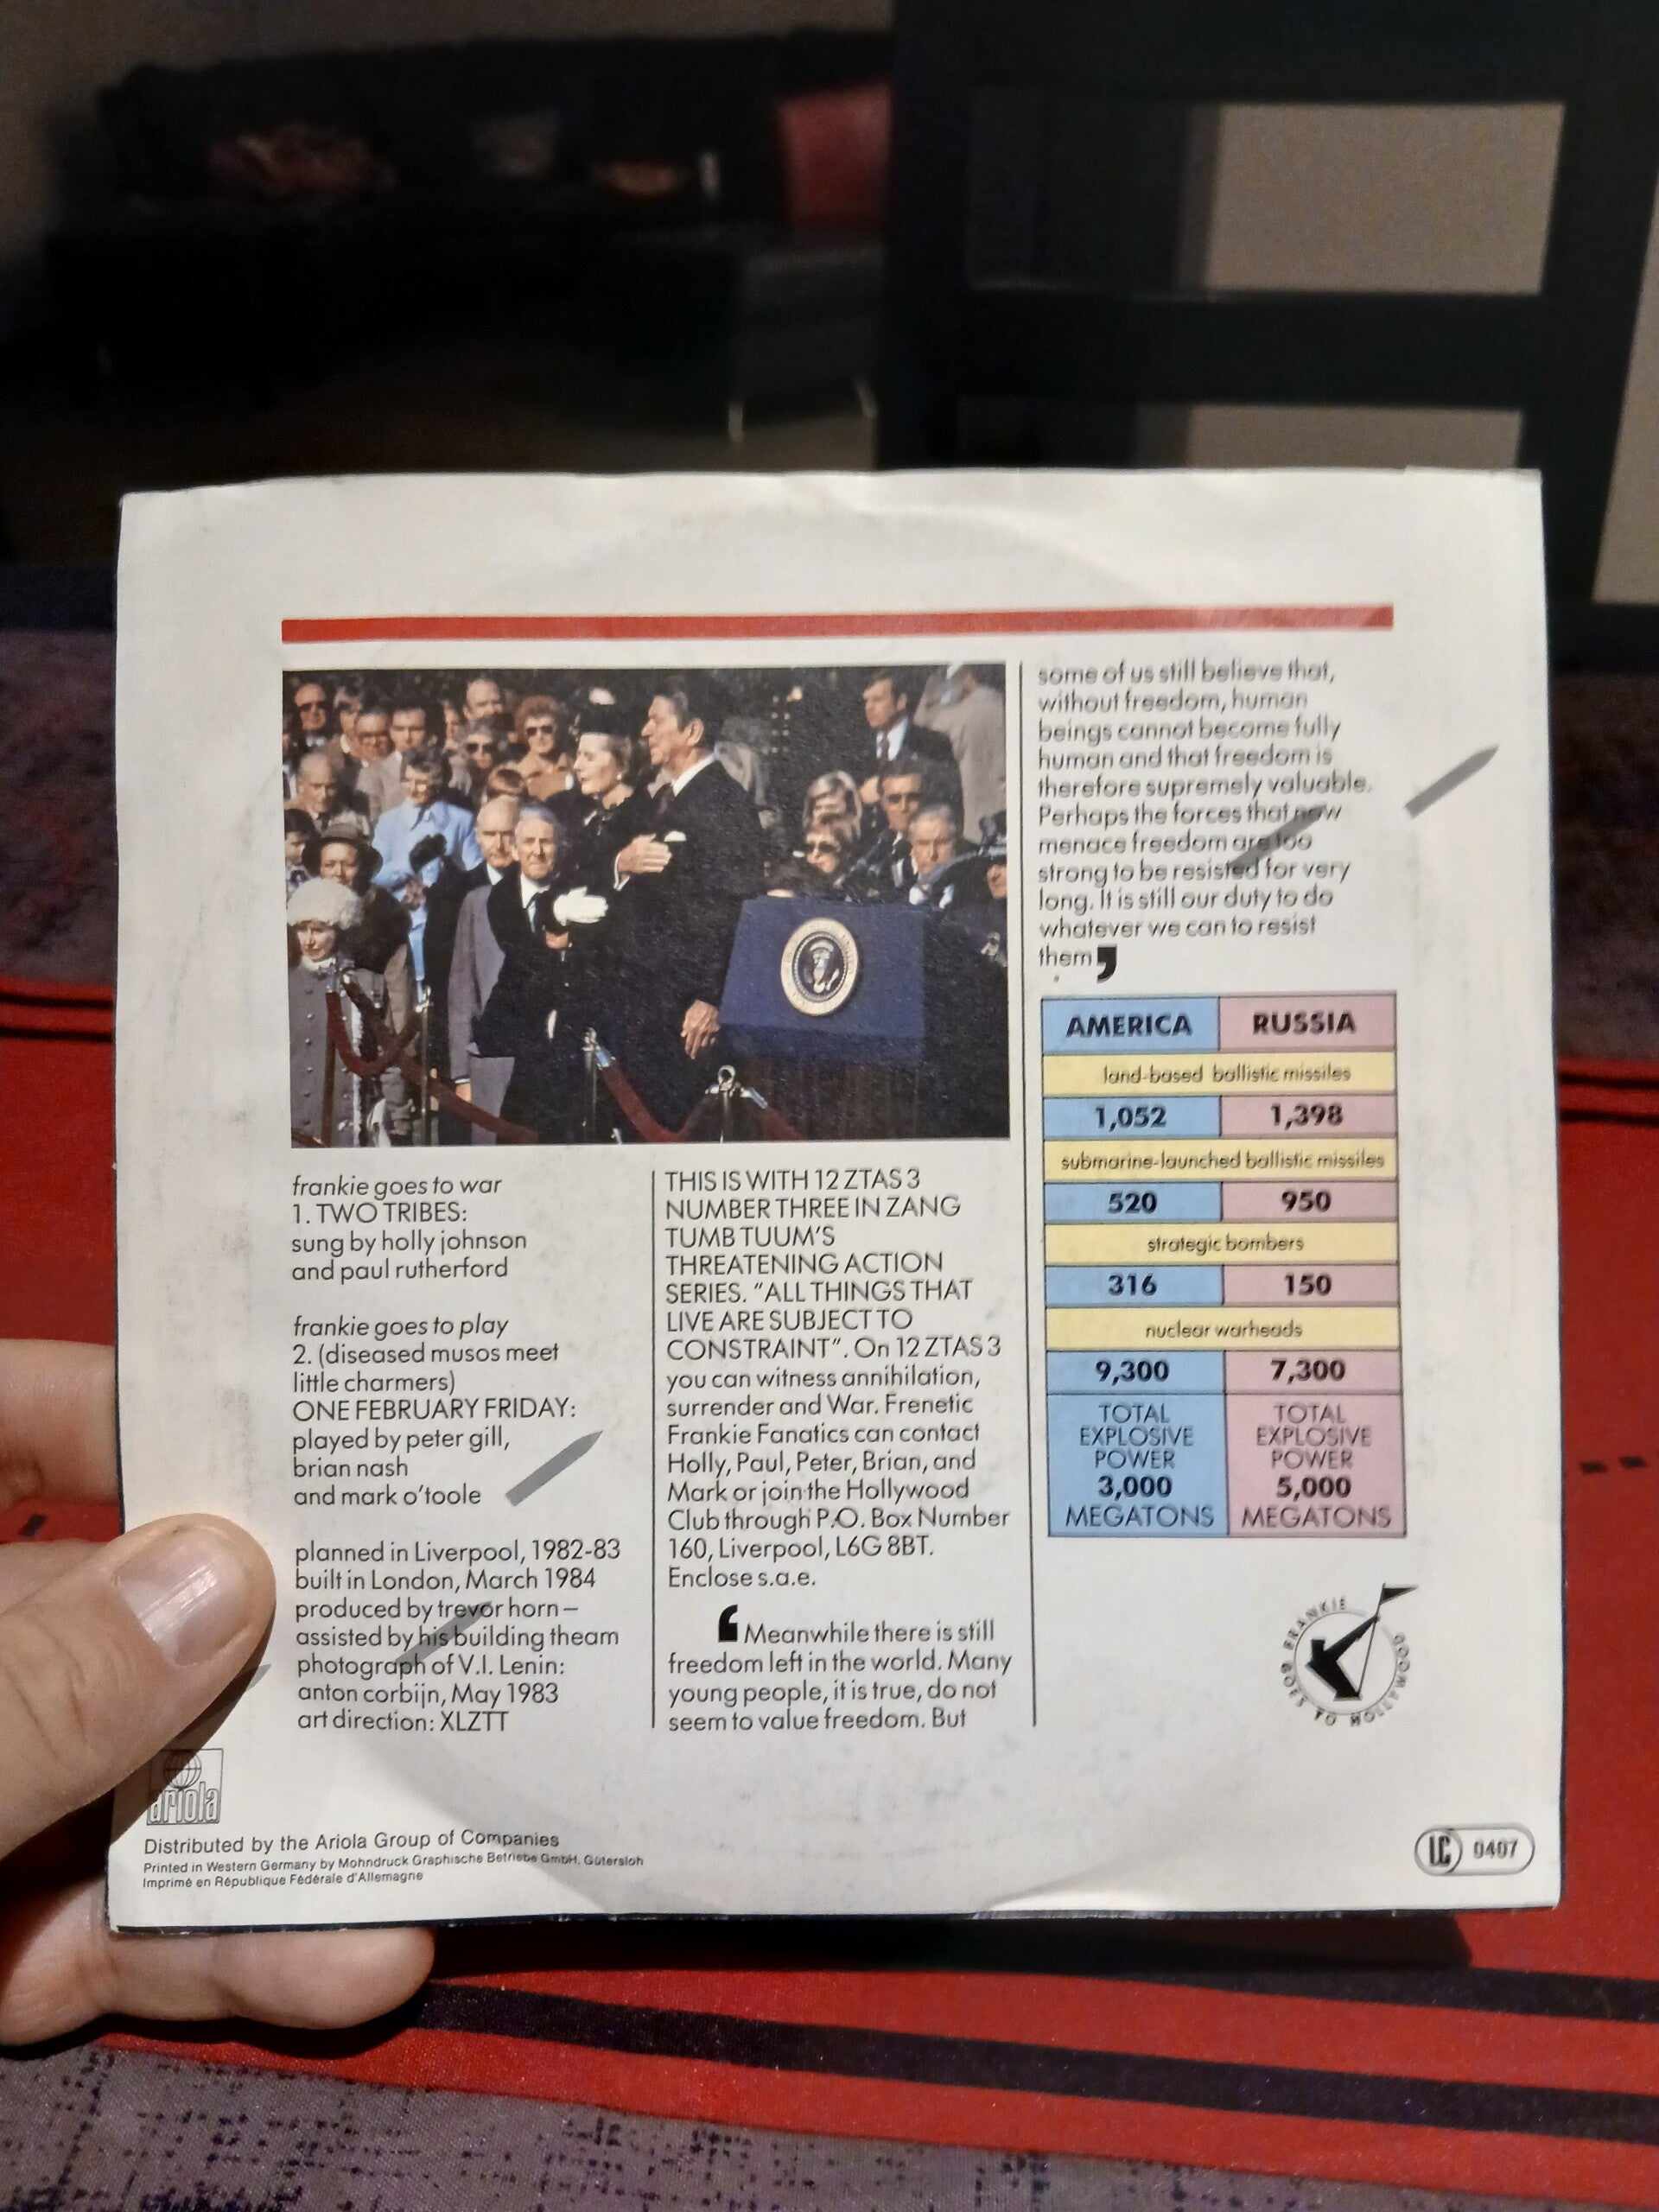 frankie goes to war
1. TWO TRIBES:
sung by holly johnson
and paul rutherford
frankie goes to play
2. (diseased musos meet
little charmers)
ONE FEBRUARY FRIDAY:
played by peter gill,
brian nash
and mark o'toole
planned in Liverpool, 1982-83
built in London, March 1984
produced by trevor horn –
assisted by his building theam
photograph of V.I. Lenin:
anton corbijn, May 1983
art direction: XLZTT
THIS IS WITH 12 ZTAS 3
NUMBER THREE IN ZANG
TUMB TUUM'S
THREATENING ACTION
SERIES. "ALL THINGS THAT
LIVE ARE SUBJECT TO
CONSTRAINT". On 12 ZTAS 3
you can witness annihilation,
surrender and War. Frenetic
Frankie Fanatics can contact
Holly, Paul, Peter, Brian, and
Mark or join the Hollywood
Club through P.O. Box Number
160, Liverpool, L6G 8BT.
Enclose s.a.e.
‘ Meanwhile there is still
freedom left in the world. Many
young people, it is true, do not
seem to value freedom. But
some of us still believe that,
without freedom, human
beings cannot become fully
human and that freedom is
therefore supremely valuable.
Perhaps the forces that now
menace freedom are too
strong to be resisted for very
long. It is still our duty to do
whatever we can to resist
them ’
AMERICA RUSSIA
land-based ballistic missiles
1,052 1,398
submarine-launched ballistic missiles
520 950
strategic bombers
316 150
nuclear warheads
9,300 7,300
TOTAL TOTAL
EXPLOSIVE EXPLOSIVE
POWER POWER
3,000 5,000
MEGATONS MEGATONS
FRANKIE GOES TO HOLLYWOOD
ariola
Distributed by the Ariola Group of Companies
Printed in Western Germany by Mohndruck Graphische Betriebe GmbH, Gütersloh
Imprimé en République Fédérale d'Allemagne
LC 0407